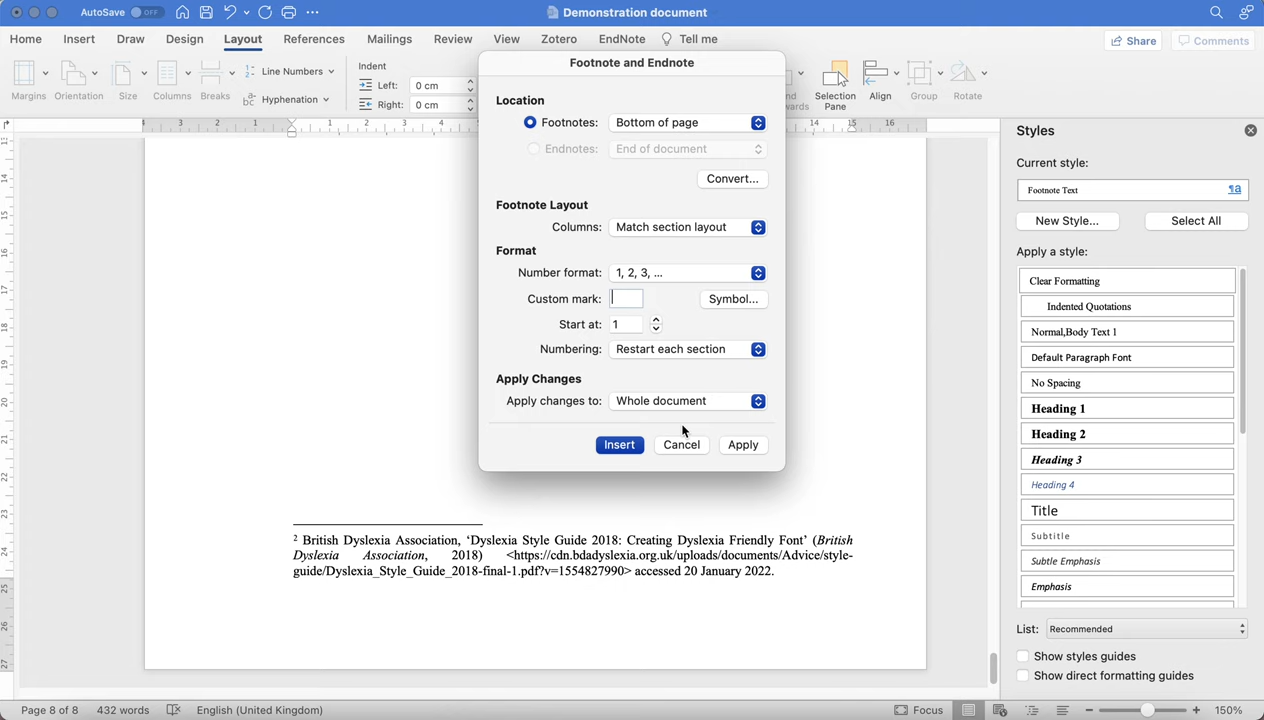 AutoSave OFF
Demonstration document
Home Insert Draw Design Layout References Mailings Review View Zotero EndNote Tell me
Share Comments
Margins Orientation Size Columns Breaks
Line Numbers
Hyphenation
Indent
Left: 0 cm
Right: 0 cm
Selection Pane
Align Group Rotate
Footnote and Endnote
Location
Footnotes: Bottom of page
Endnotes: End of document
Convert...
Footnote Layout
Columns: Match section layout
Format
Number format: 1, 2, 3, ...
Custom mark: Symbol...
Start at: 1
Numbering: Restart each section
Apply Changes
Apply changes to: Whole document
Insert Cancel Apply
2 British Dyslexia Association, ‘Dyslexia Style Guide 2018: Creating Dyslexia Friendly Font’ (British
Dyslexia Association, 2018) <https://cdn.bdadyslexia.org.uk/uploads/documents/Advice/style-
guide/Dyslexia_Style_Guide_2018-final-1.pdf?v=1554827990> accessed 20 January 2022.
Styles
Current style:
Footnote Text
New Style... Select All
Apply a style:
Clear Formatting
Indented Quotations
Normal,Body Text 1
Default Paragraph Font
No Spacing
Heading 1
Heading 2
Heading 3
Heading 4
Title
Subtitle
Subtle Emphasis
Emphasis
List: Recommended
Show styles guides
Show direct formatting guides
Page 8 of 8 432 words English (United Kingdom)
Focus
150%